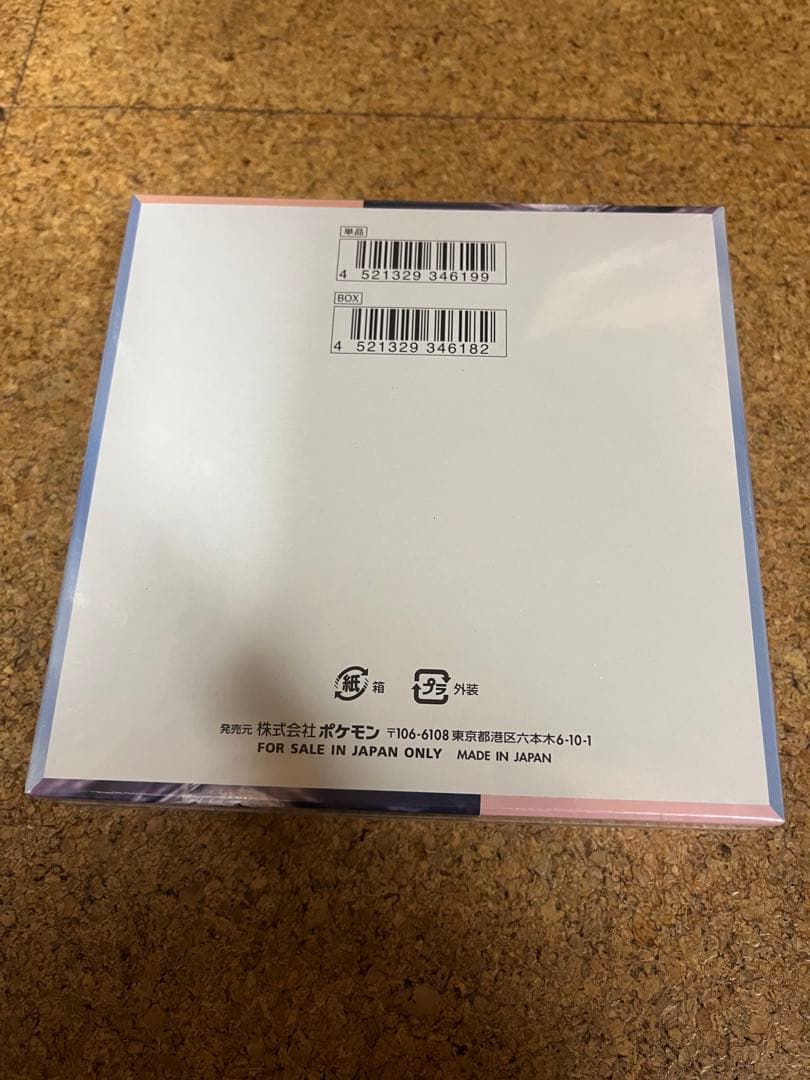 単品
4 521329 346199
BOX
4 521329 346182
紙 箱 プラ 外装
発売元 株式会社 ポケモン 〒106-6108 東京都港区六本木6-10-1
FOR SALE IN JAPAN ONLY MADE IN JAPAN